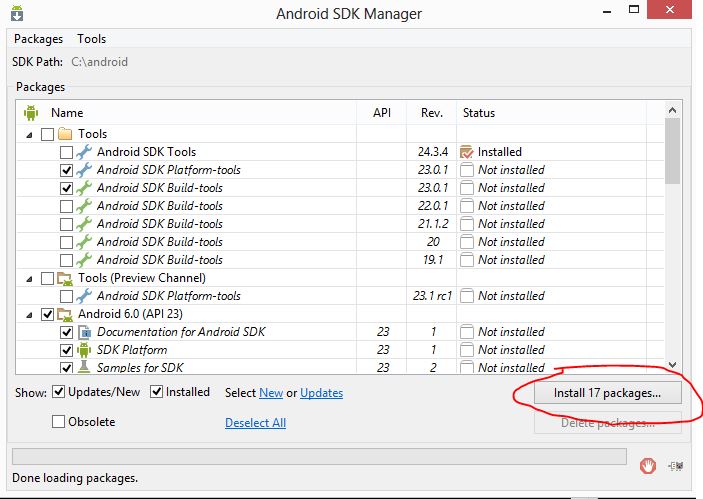 Android SDK Manager
Packages Tools
SDK Path: C:\android
Packages
Name API Rev. Status
Tools
Android SDK Tools 24.3.4 Installed
Android SDK Platform-tools 23.0.1 Not installed
Android SDK Build-tools 23.0.1 Not installed
Android SDK Build-tools 22.0.1 Not installed
Android SDK Build-tools 21.1.2 Not installed
Android SDK Build-tools 20 Not installed
Android SDK Build-tools 19.1 Not installed
Tools (Preview Channel)
Android SDK Platform-tools 23.1 rc1 Not installed
Android 6.0 (API 23)
Documentation for Android SDK 23 1 Not installed
SDK Platform 23 1 Not installed
Samples for SDK 23 2 Not installed
Show: Updates/New Installed Select New or Updates Install 17 packages...
Obsolete Deselect All Delete packages...
Done loading packages.